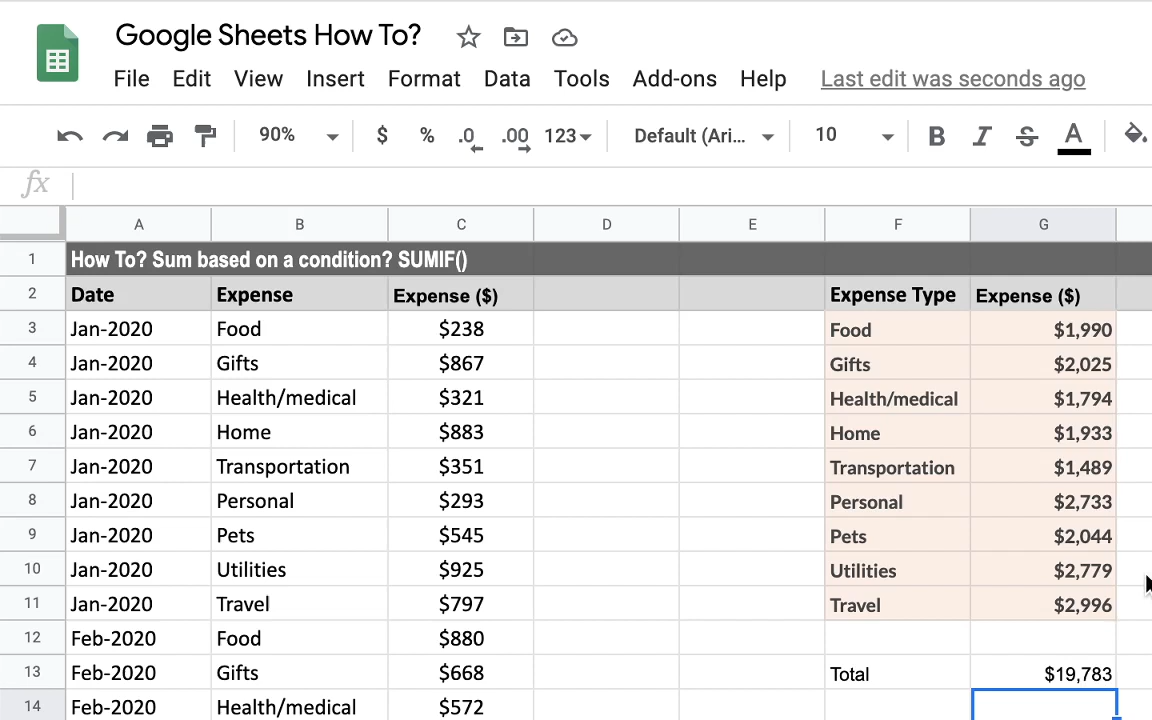 Google Sheets How To?
File Edit View Insert Format Data Tools Add-ons Help Last edit was seconds ago
90% $ % .0 .00 123 Default (Ari... 10 B I S A
fx
A B C D E F G
1 How To? Sum based on a condition? SUMIF()
2 Date Expense Expense ($) Expense Type Expense ($)
3 Jan-2020 Food $238 Food $1,990
4 Jan-2020 Gifts $867 Gifts $2,025
5 Jan-2020 Health/medical $321 Health/medical $1,794
6 Jan-2020 Home $883 Home $1,933
7 Jan-2020 Transportation $351 Transportation $1,489
8 Jan-2020 Personal $293 Personal $2,733
9 Jan-2020 Pets $545 Pets $2,044
10 Jan-2020 Utilities $925 Utilities $2,779
11 Jan-2020 Travel $797 Travel $2,996
12 Feb-2020 Food $880
13 Feb-2020 Gifts $668 Total $19,783
14 Feb-2020 Health/medical $572